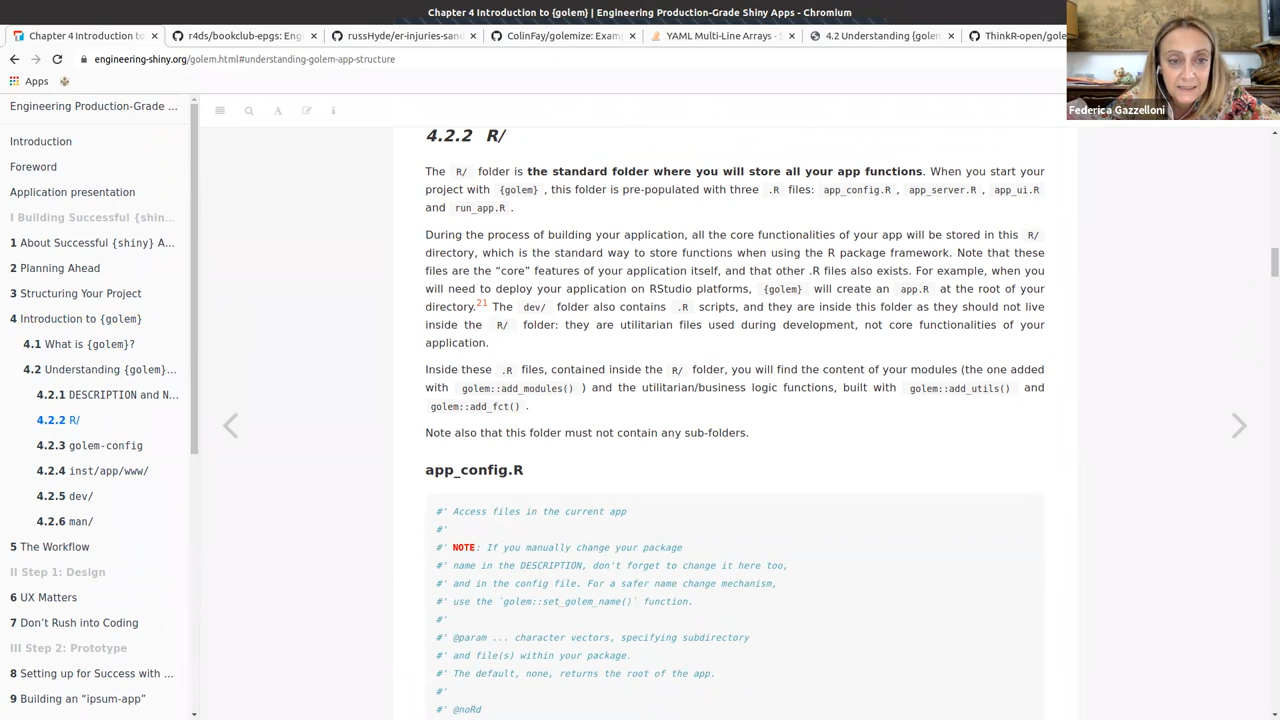 Chapter 4 Introduction to {golem} | Engineering Production-Grade Shiny Apps - Chromium
Chapter 4 Introduction to
r4ds/bookclub-epgs: Engi
russHyde/er-injuries-sand
ColinFay/golemize: Examp
YAML Multi-Line Arrays - S
4.2 Understanding {golem
ThinkR-open/gole
engineering-shiny.org/golem.html#understanding-golem-app-structure
Apps
Federica Gazzelloni
Engineering Production-Grade ...
Introduction
Foreword
Application presentation
I Building Successful {shin...
1 About Successful {shiny} A...
2 Planning Ahead
3 Structuring Your Project
4 Introduction to {golem}
4.1 What is {golem}?
4.2 Understanding {golem}...
4.2.1 DESCRIPTION and N...
4.2.2 R/
4.2.3 golem-config
4.2.4 inst/app/www/
4.2.5 dev/
4.2.6 man/
5 The Workflow
II Step 1: Design
6 UX Matters
7 Don't Rush into Coding
III Step 2: Prototype
8 Setting up for Success with ...
9 Building an “ipsum-app”
4.2.2 R/
The R/ folder is the standard folder where you will store all your app functions. When you start your
project with {golem} , this folder is pre-populated with three .R files: app_config.R , app_server.R , app_ui.R
and run_app.R .
During the process of building your application, all the core functionalities of your app will be stored in this R/
directory, which is the standard way to store functions when using the R package framework. Note that these
files are the “core” features of your application itself, and that other .R files also exists. For example, when you
will need to deploy your application on RStudio platforms, {golem} will create an app.R at the root of your
directory.21 The dev/ folder also contains .R scripts, and they are inside this folder as they should not live
inside the R/ folder: they are utilitarian files used during development, not core functionalities of your
application.
Inside these .R files, contained inside the R/ folder, you will find the content of your modules (the one added
with golem::add_modules() ) and the utilitarian/business logic functions, built with golem::add_utils() and
golem::add_fct() .
Note also that this folder must not contain any sub-folders.
app_config.R
#' Access files in the current app
#'
#' NOTE: If you manually change your package
#' name in the DESCRIPTION, don't forget to change it here too,
#' and in the config file. For a safer name change mechanism,
#' use the `golem::set_golem_name()` function.
#'
#' @param ... character vectors, specifying subdirectory
#' and file(s) within your package.
#' The default, none, returns the root of the app.
#'
#' @noRd